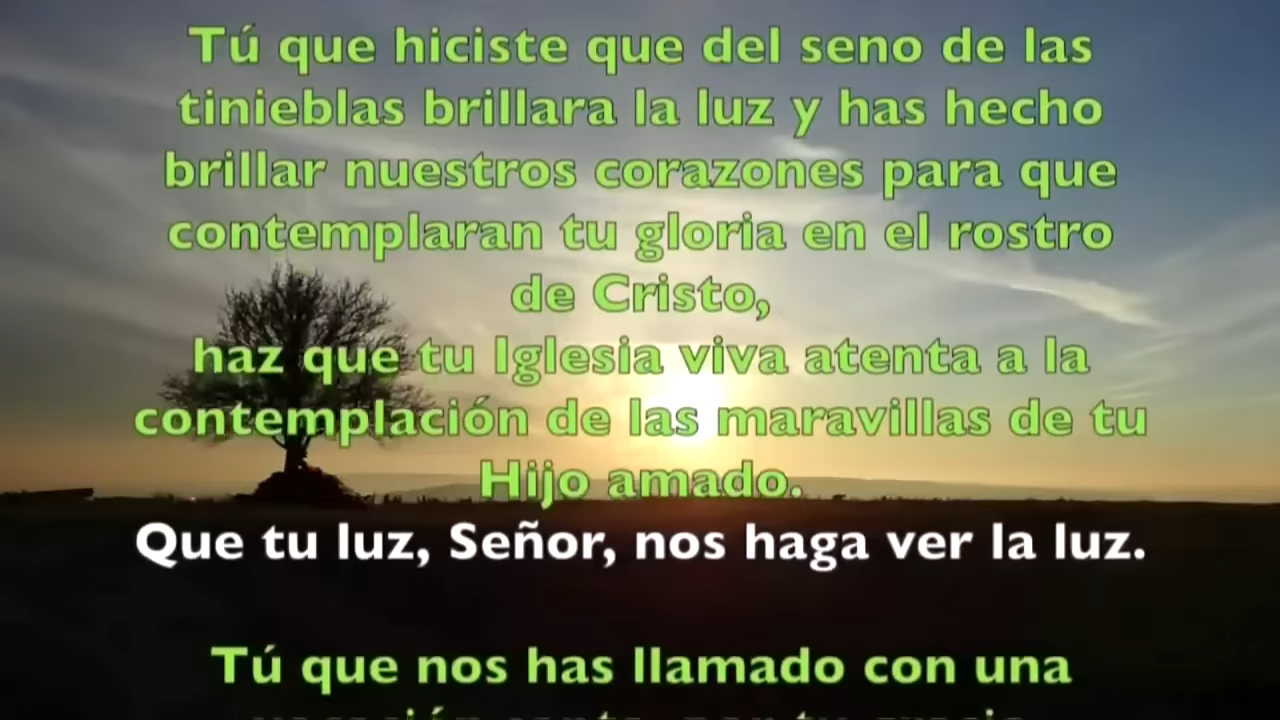 Tú que hiciste que del seno de las
tinieblas brillara la luz y has hecho
brillar nuestros corazones para que
contemplaran tu gloria en el rostro
de Cristo,
haz que tu Iglesia viva atenta a la
contemplación de las maravillas de tu
Hijo amado.
Que tu luz, Señor, nos haga ver la luz.
Tú que nos has llamado con una